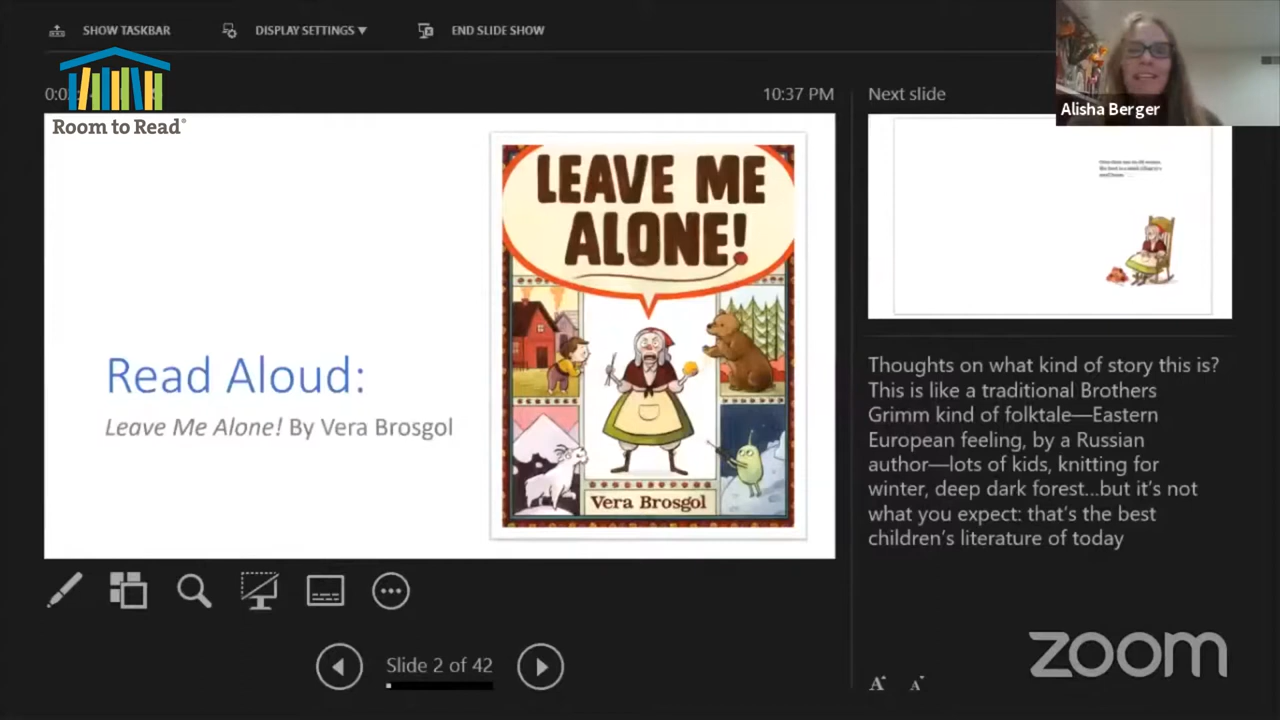 SHOW TASKBAR
DISPLAY SETTINGS ▼
END SLIDE SHOW
Room to Read®
10:37 PM
Next slide
Alisha Berger
LEAVE ME
ALONE!
Vera Brosgol
Read Aloud:
Leave Me Alone! By Vera Brosgol
Thoughts on what kind of story this is?
This is like a traditional Brothers
Grimm kind of folktale—Eastern
European feeling, by a Russian
author—lots of kids, knitting for
winter, deep dark forest...but it’s not
what you expect: that’s the best
children’s literature of today
Slide 2 of 42
A A
zoom